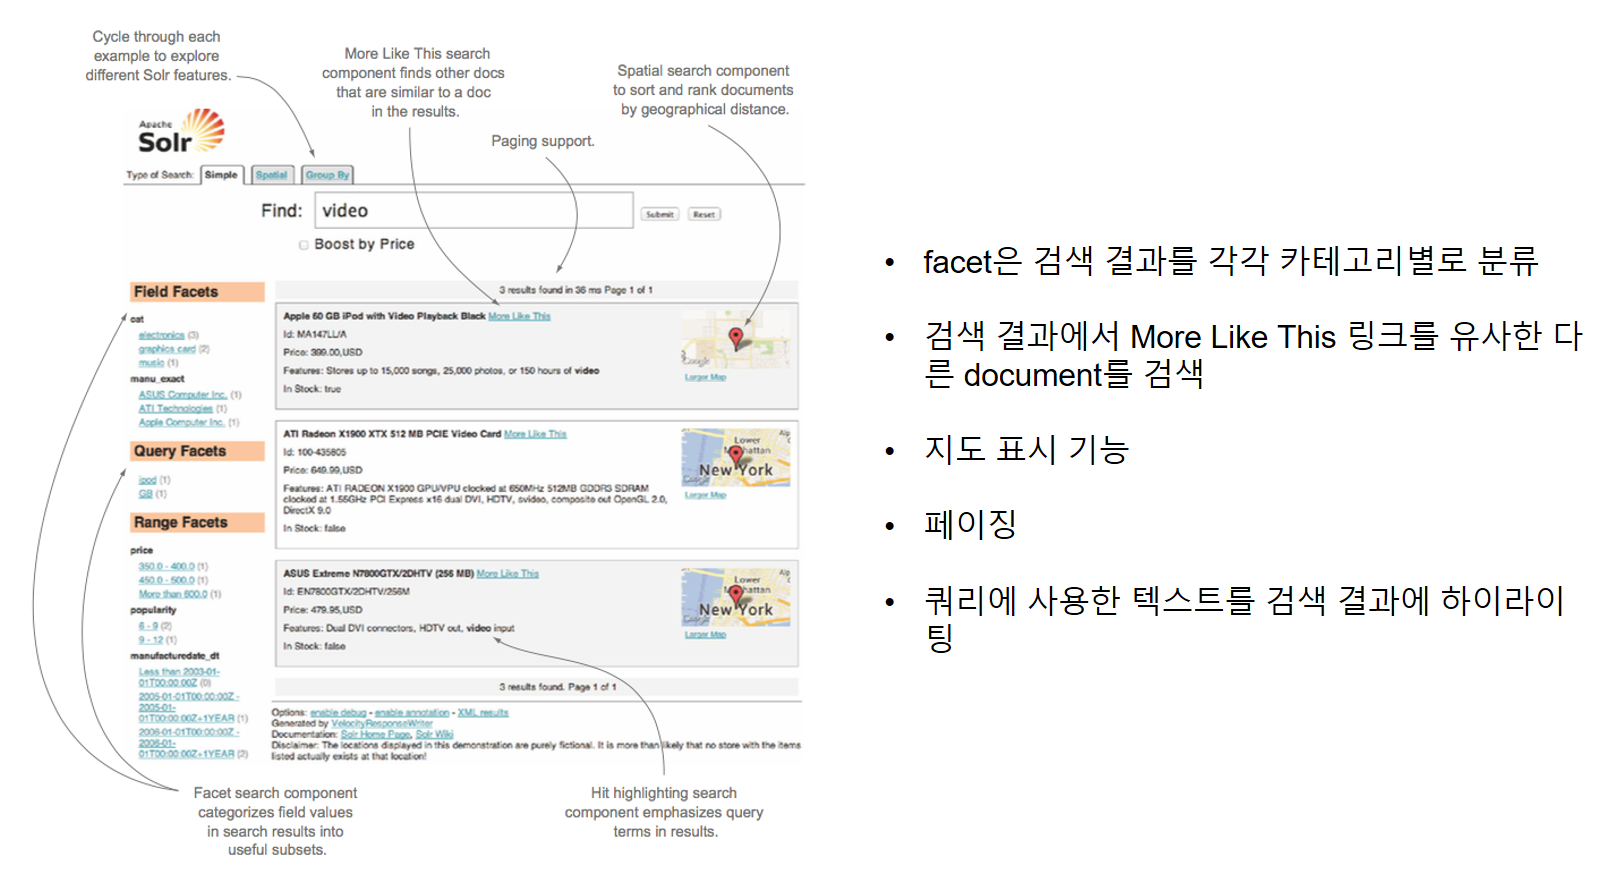 Cycle through each
example to explore
different Solr features.
More Like This search
component finds other docs
that are similar to a doc
in the results.
Paging support.
Spatial search component
to sort and rank documents
by geographical distance.
Apache
Solr
Type of Search: Simple Spatial Group By
Find: video Submit Reset
Boost by Price
Field Facets
cat
electronics (3)
graphics card (2)
music (1)
manu_exact
ASUS Computer Inc. (1)
ATI Technologies (1)
Apple Computer Inc. (1)
Query Facets
ipod (1)
GB (1)
Range Facets
price
350.0 - 400.0 (1)
450.0 - 500.0 (1)
More than 600.0 (1)
popularity
6 - 9 (2)
9 - 12 (1)
manufacturedate_dt
Less than 2003-01-
01T00:00:00Z (0)
2005-01-01T00:00:00Z -
2005-01-
01T00:00:00Z+1YEAR (1)
2006-01-01T00:00:00Z -
2006-01-
01T00:00:00Z+1YEAR (2)
3 results found in 36 ms Page 1 of 1
Apple 60 GB iPod with Video Playback Black More Like This
Id: MA147LL/A
Price: 399.00,USD
Features: Stores up to 15,000 songs, 25,000 photos, or 150 hours of video
In Stock: true
Google
Larger Map
ATI Radeon X1900 XTX 512 MB PCIE Video Card More Like This
Id: 100-435805
Price: 649.99,USD
Features: ATI RADEON X1900 GPU/VPU clocked at 650MHz 512MB GDDR3 SDRAM
clocked at 1.55GHz PCI Express x16 dual DVI, HDTV, svideo, composite out OpenGL 2.0,
DirectX 9.0
In Stock: false
Lower
Manhattan
New York
Larger Map
ASUS Extreme N7800GTX/2DHTV (256 MB) More Like This
Id: EN7800GTX/2DHTV/256M
Price: 479.95,USD
Features: Dual DVI connectors, HDTV out, video input
In Stock: false
Lower
Manhattan
New York
Larger Map
3 results found. Page 1 of 1
Options: enable debug - enable annotation - XML results
Generated by VelocityResponseWriter
Documentation: Solr Home Page, Solr Wiki
Disclaimer: The locations displayed in this demonstration are purely fictional. It is more than likely that no store with the items
listed actually exists at that location!
Facet search component
categorizes field values
in search results into
useful subsets.
Hit highlighting search
component emphasizes query
terms in results.
• facet은 검색 결과를 각각 카테고리별로 분류
• 검색 결과에서 More Like This 링크를 유사한 다
른 document를 검색
• 지도 표시 기능
• 페이징
• 쿼리에 사용한 텍스트를 검색 결과에 하이라이
팅